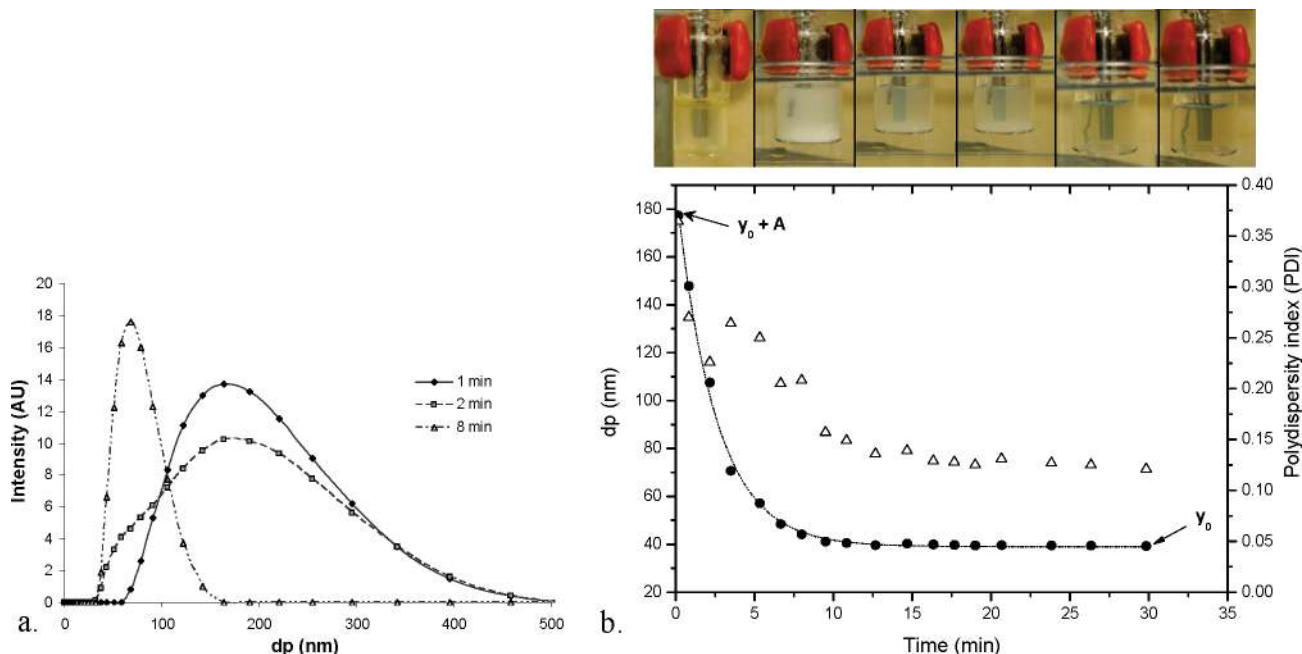 20
18
16
14
12
10
8
6
4
2
0
Intensity (AU)
0 100 200 300 400 500
dp (nm)
1 min
2 min
8 min
a.
180
160
140
120
100
80
60
40
20
dp (nm)
0 5 10 15 20 25 30 35
Time (min)
0.40
0.35
0.30
0.25
0.20
0.15
0.10
0.05
0.00
Polydispersity index (PDI)
y0 + A
y0
b.